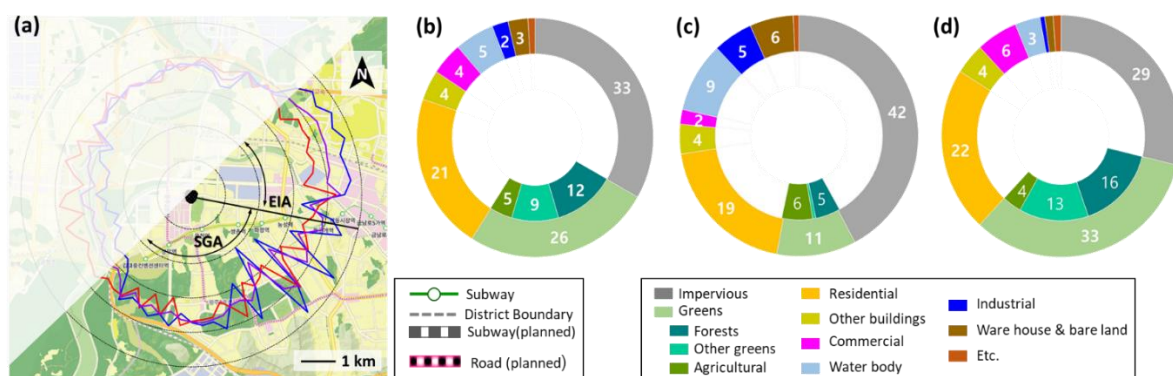 (a)
N
EIA
SGA
1 km
(b)
33
12
26
9
5
21
4
4
5
2
3
(c)
42
5
11
6
19
4
2
9
5
6
(d)
29
16
33
13
4
22
4
6
3
Subway
District Boundary
Subway(planned)
Road (planned)
Impervious
Greens
Forests
Other greens
Agricultural
Residential
Other buildings
Commercial
Water body
Industrial
Ware house & bare land
Etc.